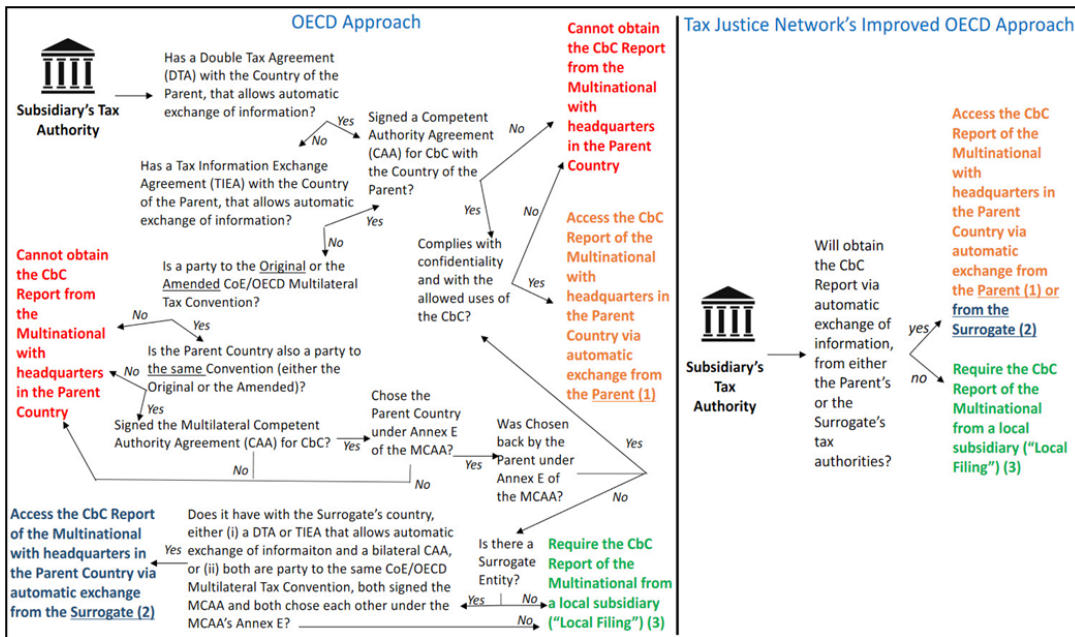 OECD Approach
Has a Double Tax Agreement
(DTA) with the Country of the
Parent, that allows automatic
exchange of information?
Subsidiary's Tax
Authority
Yes
No
Signed a Competent
Authority Agreement
(CAA) for CbC with
the Country of the
Parent?
No
Cannot obtain
the CbC Report
from the
Multinational
with
headquarters
in the Parent
Country
Has a Tax Information Exchange
Agreement (TIEA) with the Country
of the Parent, that allows automatic
exchange of information?
Yes
No
Yes
No
Complies with
confidentiality
and with the
allowed uses of
the CbC?
Yes
Access the CbC
Report of the
Multinational
with
headquarters in
the Parent
Country via
automatic
exchange from
the Parent (1)
Cannot obtain
the CbC
Report from
the
Multinational
with
headquarters
in the Parent
Country
Is a party to the Original or the
Amended CoE/OECD Multilateral
Tax Convention?
No
Yes
Is the Parent Country also a party to
the same Convention (either the
Original or the Amended)?
No
Yes
Signed the Multilateral Competent
Authority Agreement (CAA) for CbC?
Yes
No
Chose the
Parent Country
under Annex E
of the MCAA?
Yes
No
Was Chosen
back by the
Parent under
Annex E of
the MCAA?
Yes
No
Access the CbC Report
of the Multinational
with headquarters in
the Parent Country via
automatic exchange
from the Surrogate (2)
Yes
Does it have with the Surrogate's country,
either (i) a DTA or TIEA that allows automatic
exchange of informaiton and a bilateral CAA,
or (ii) both are party to the same CoE/OECD
Multilateral Tax Convention, both signed the
MCAA and both chose each other under the
MCAA's Annex E?
No
Is there a
Surrogate
Entity?
Yes
No
Require the CbC
Report of the
Multinational from
a local subsidiary
("Local Filing") (3)
Tax Justice Network's Improved OECD Approach
Subsidiary's Tax
Authority
Will obtain
the CbC
Report via
automatic
exchange of
information,
from either
the Parent's
or the
Surrogate's
tax
authorities?
yes
no
Access the CbC
Report of the
Multinational
with
headquarters in
the Parent
Country via
automatic
exchange from
the Parent (1) or
from the
Surrogate (2)
Require the CbC
Report of the
Multinational
from a local
subsidiary
("Local Filing") (3)